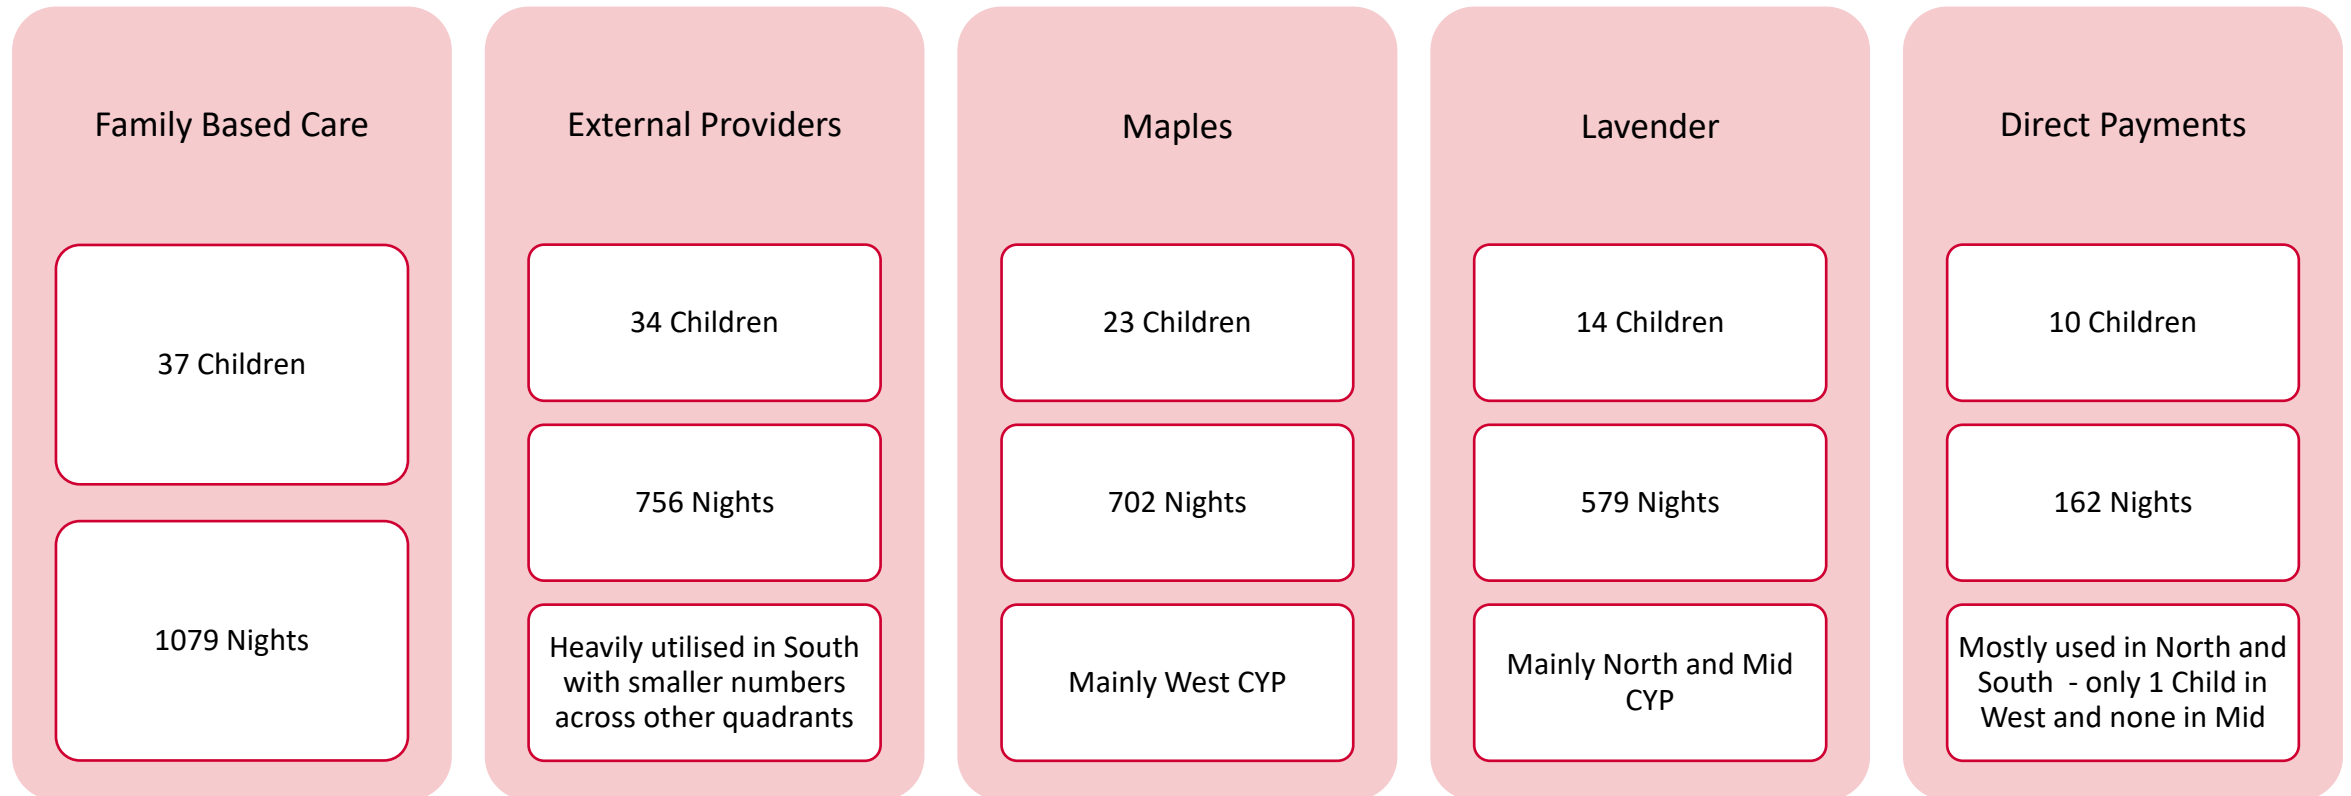 Family Based Care
37 Children
1079 Nights
External Providers
34 Children
756 Nights
Heavily utilised in South
with smaller numbers
across other quadrants
Maples
23 Children
702 Nights
Mainly West CYP
Lavender
14 Children
579 Nights
Mainly North and Mid
CYP
Direct Payments
10 Children
162 Nights
Mostly used in North and
South  - only 1 Child in
West and none in Mid